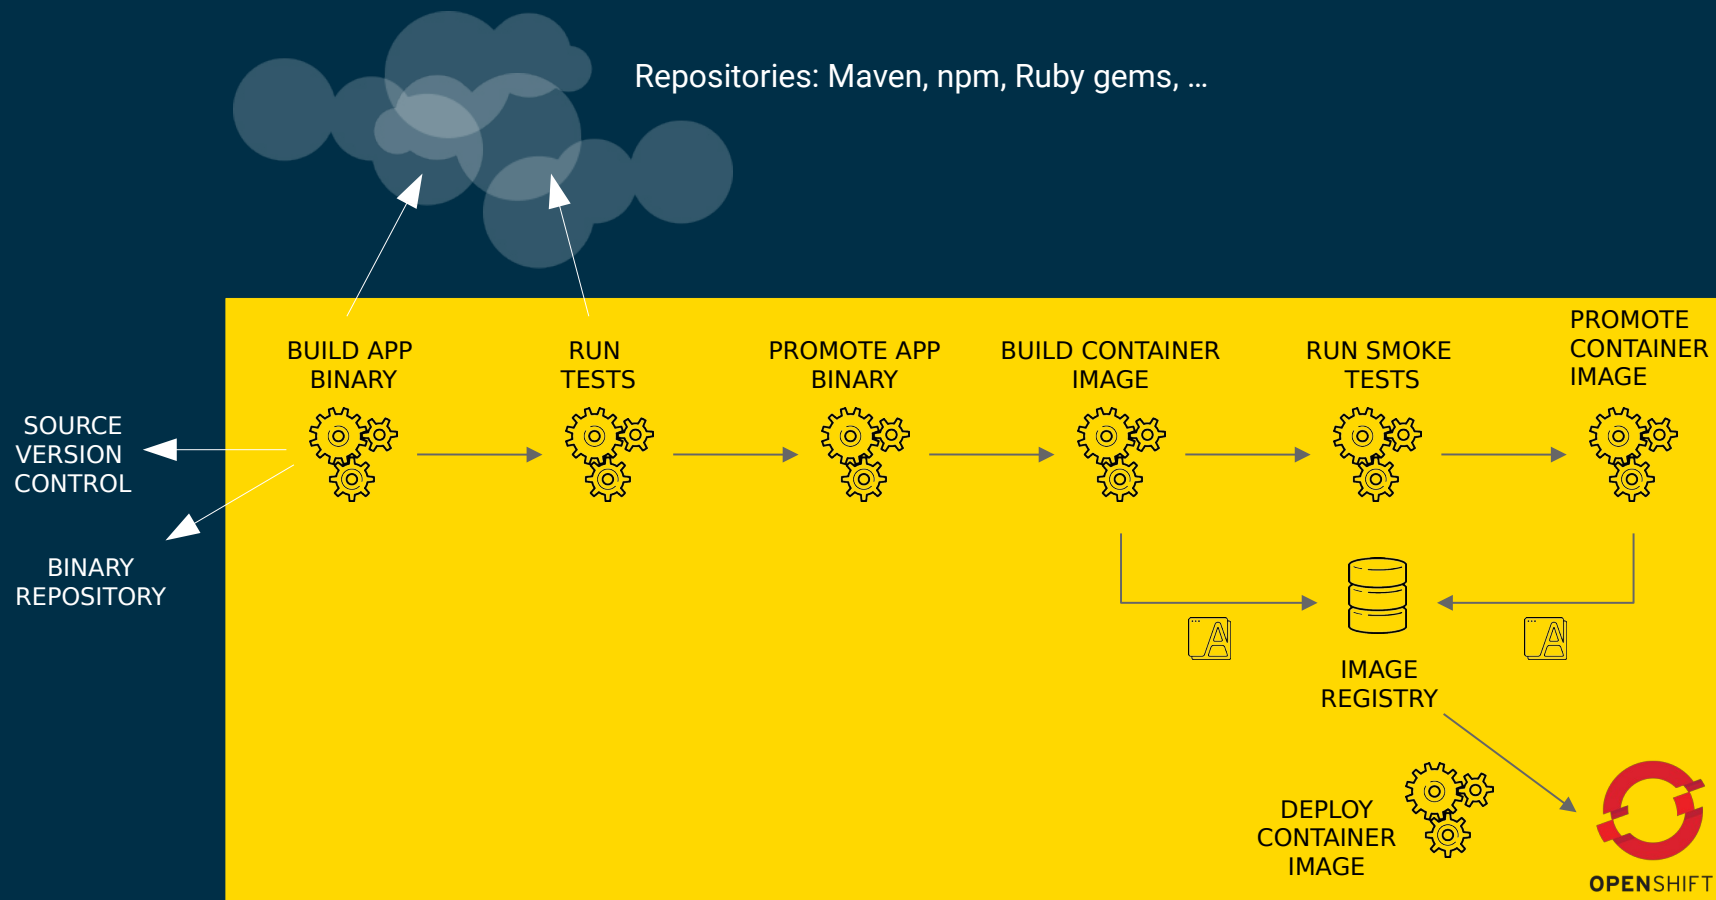 Repositories: Maven, npm, Ruby gems, …
BUILD APP
BINARY
RUN
TESTS
PROMOTE APP
BINARY
BUILD CONTAINER
IMAGE
RUN SMOKE
TESTS
PROMOTE
CONTAINER
IMAGE
SOURCE
VERSION
CONTROL
BINARY
REPOSITORY
A
A
IMAGE
REGISTRY
DEPLOY
CONTAINER
IMAGE
OPENSHIFT